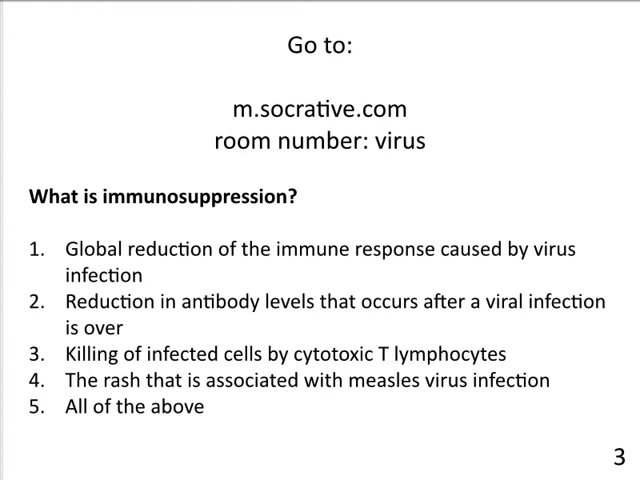 Go to:
m.socrative.com
room number: virus
What is immunosuppression?
1. Global reduction of the immune response caused by virus
infection
2. Reduction in antibody levels that occurs after a viral infection
is over
3. Killing of infected cells by cytotoxic T lymphocytes
4. The rash that is associated with measles virus infection
5. All of the above
3